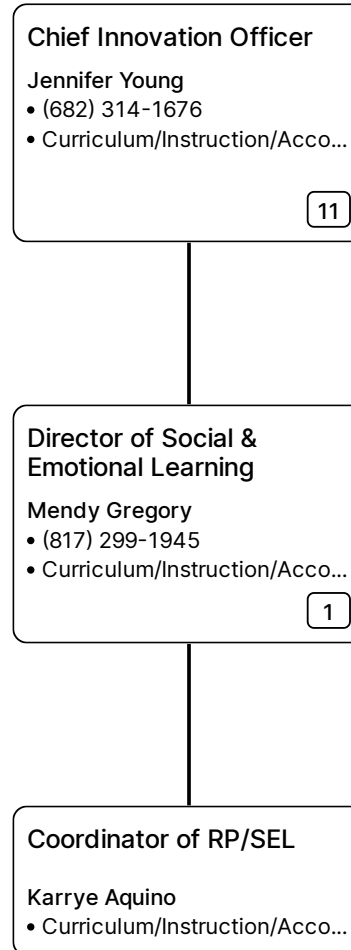 Chief Innovation Officer
Jennifer Young
• (682) 314-1676
• Curriculum/Instruction/Acco...
11
Director of Social &
Emotional Learning
Mendy Gregory
• (817) 299-1945
• Curriculum/Instruction/Acco...
1
Coordinator of RP/SEL
Karrye Aquino
• Curriculum/Instruction/Acco...